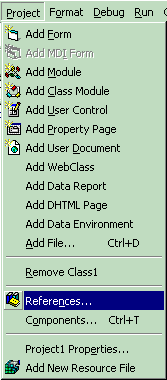 Project Format Debug Run
Add Form
Add MDI Form
Add Module
Add Class Module
Add User Control
Add Property Page
Add User Document
Add WebClass
Add Data Report
Add DHTML Page
Add Data Environment
Add File... Ctrl+D
Remove Class1
References...
Components... Ctrl+T
Project1 Properties...
Add New Resource File